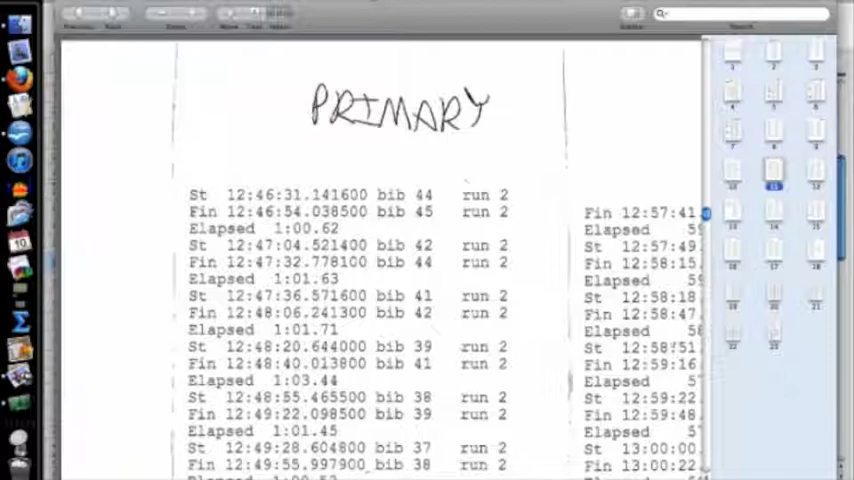 PRIMARY
St 12:46:31.141600 bib 44 run 2
Fin 12:46:54.038500 bib 45 run 2
Elapsed 1:00.62
St 12:47:04.521400 bib 42 run 2
Fin 12:47:32.778100 bib 44 run 2
Elapsed 1:01.63
St 12:47:36.571600 bib 41 run 2
Fin 12:48:06.241300 bib 42 run 2
Elapsed 1:01.71
St 12:48:20.644000 bib 39 run 2
Fin 12:48:40.013800 bib 41 run 2
Elapsed 1:03.44
St 12:48:55.465500 bib 38 run 2
Fin 12:49:22.098500 bib 39 run 2
Elapsed 1:01.45
St 12:49:28.604800 bib 37 run 2
Fin 12:49:55.997900 bib 38 run 2
Fin 12:57:41.
Elapsed 59
St 12:57:49.
Fin 12:58:15.
Elapsed 59
St 12:58:18
Fin 12:58:47
Elapsed 58
St 12:58:51.
Fin 12:59:16
Elapsed 57
St 12:59:22.
Fin 12:59:48.
Elapsed 57
St 13:00:00.
Fin 13:00:22